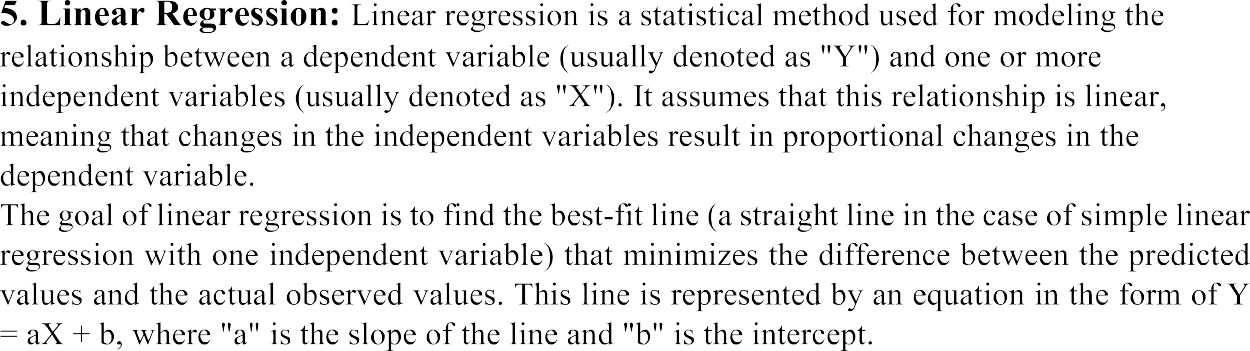 5. Linear Regression: Linear regression is a statistical method used for modeling the
relationship between a dependent variable (usually denoted as "Y") and one or more
independent variables (usually denoted as "X"). It assumes that this relationship is linear,
meaning that changes in the independent variables result in proportional changes in the
dependent variable.
The goal of linear regression is to find the best-fit line (a straight line in the case of simple linear
regression with one independent variable) that minimizes the difference between the predicted
values and the actual observed values. This line is represented by an equation in the form of Y
= aX + b, where "a" is the slope of the line and "b" is the intercept.